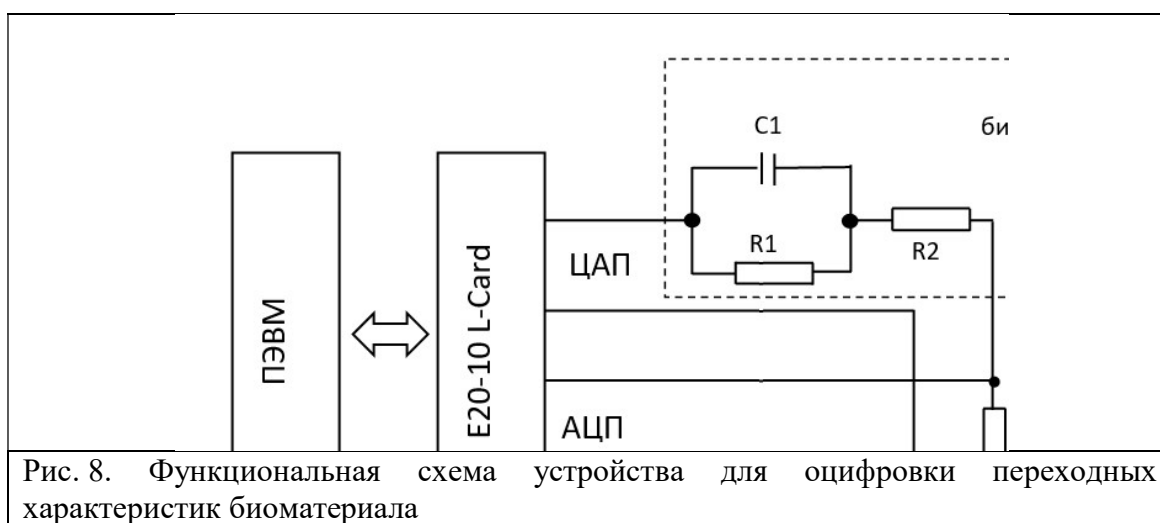 C1
би
R1
R2
ЦАП
ПЭВМ
E20-10 L-Card
АЦП
Рис. 8. Функциональная схема устройства для оцифровки переходных
характеристик биоматериала